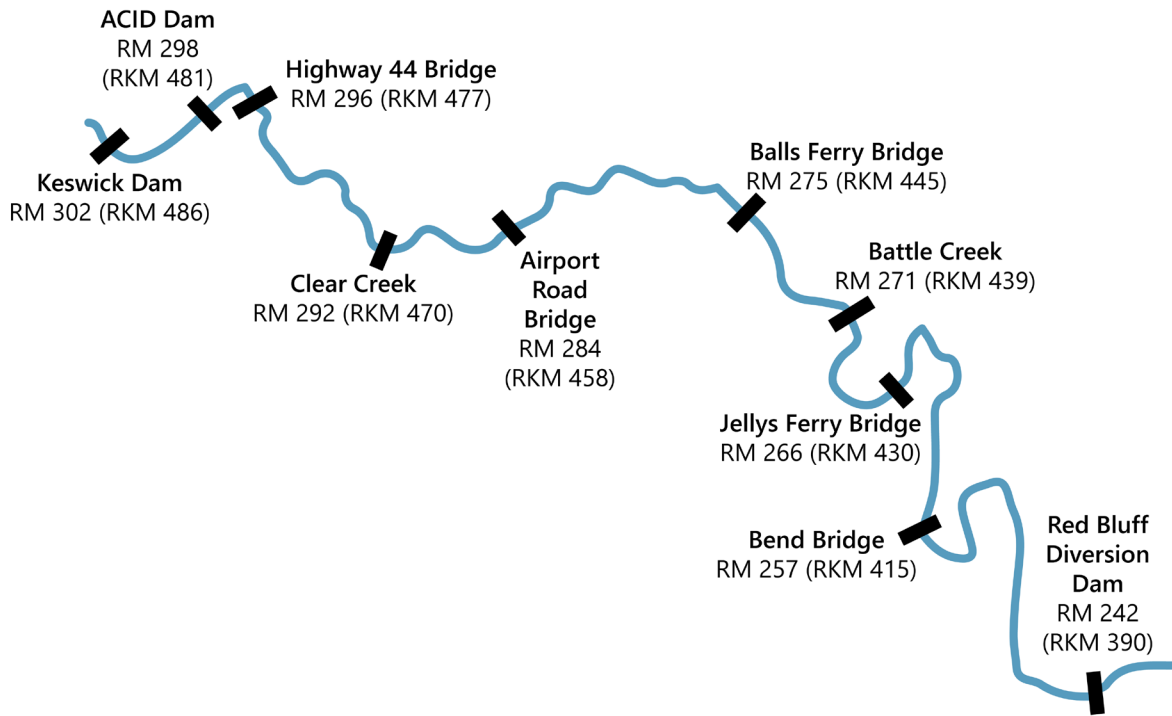 ACID Dam
RM 298
(RKM 481)
Highway 44 Bridge
RM 296 (RKM 477)
Keswick Dam
RM 302 (RKM 486)
Clear Creek
RM 292 (RKM 470)
Airport
Road
Bridge
RM 284
(RKM 458)
Balls Ferry Bridge
RM 275 (RKM 445)
Battle Creek
RM 271 (RKM 439)
Jellys Ferry Bridge
RM 266 (RKM 430)
Bend Bridge
RM 257 (RKM 415)
Red Bluff
Diversion
Dam
RM 242
(RKM 390)